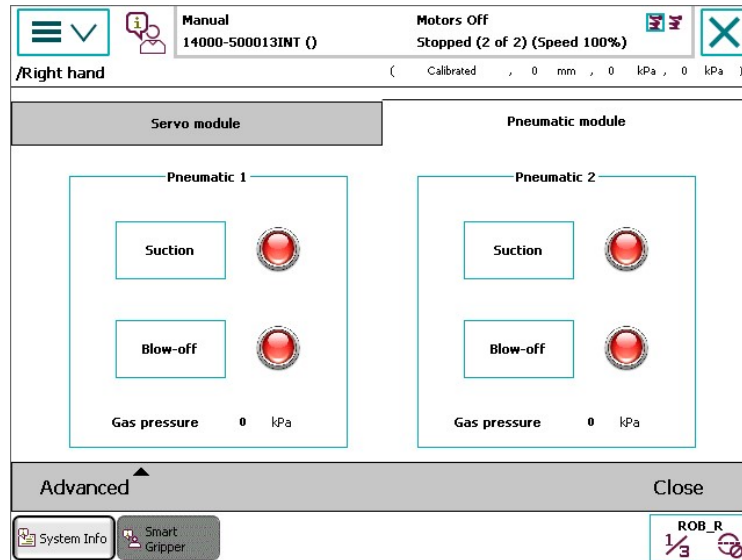 Manual
14000-500013INT ()
Motors Off
Stopped (2 of 2) (Speed 100%)
/Right hand
( Calibrated , 0 mm , 0 kPa , 0 kPa )
Servo module
Pneumatic module
Pneumatic 1
Suction
Blow-off
Gas pressure 0 kPa
Pneumatic 2
Suction
Blow-off
Gas pressure 0 kPa
Advanced
Close
System Info
Smart
Gripper
ROB_R
1/3